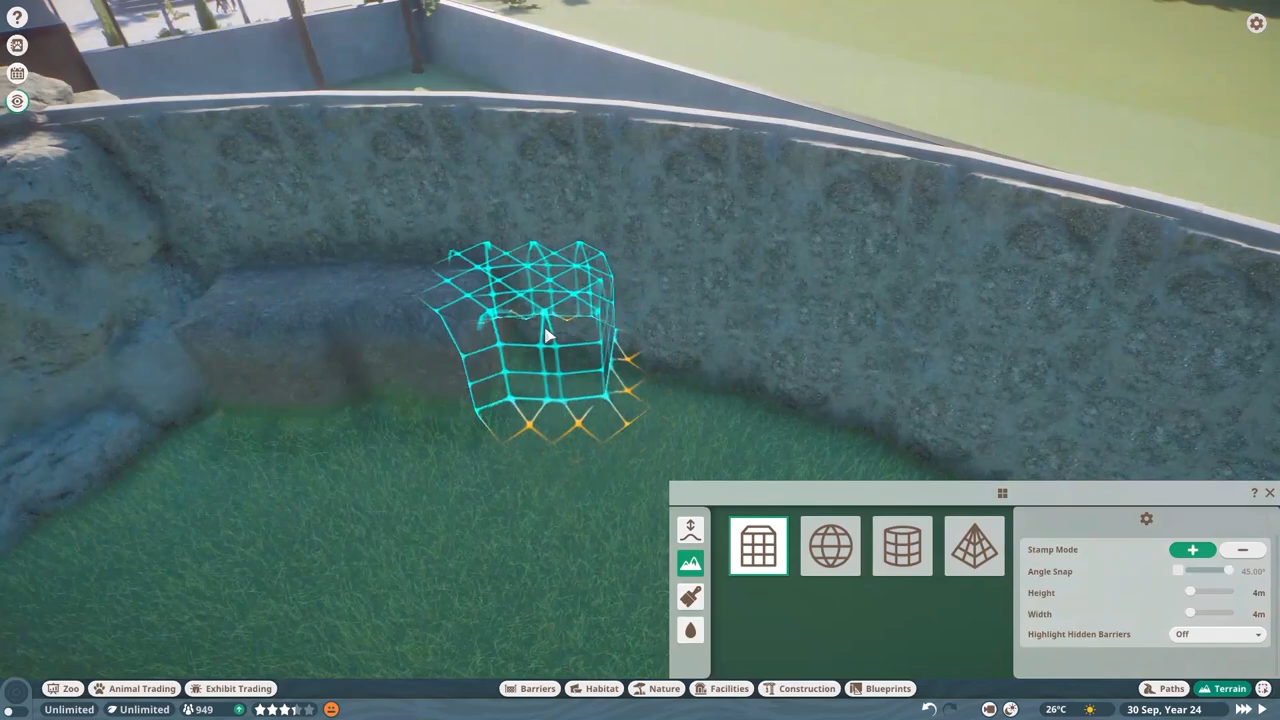 ?
? X
Stamp Mode + -
Angle Snap 45.00°
Height 4m
Width 4m
Highlight Hidden Barriers Off
Zoo Animal Trading Exhibit Trading Barriers Habitat Nature Facilities Construction Blueprints Paths Terrain
Unlimited Unlimited 949 26°C 30 Sep, Year 24